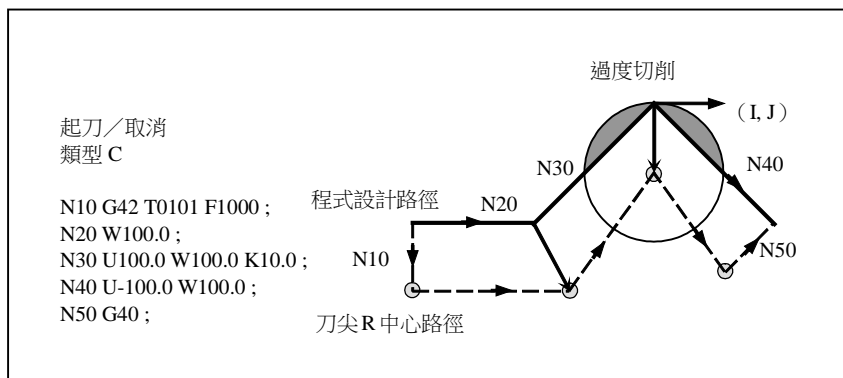 過度切削
(I, J)
起刀／取消
類型 C
N10 G42 T0101 F1000 ;
N20 W100.0 ;
N30 U100.0 W100.0 K10.0 ;
N40 U-100.0 W100.0 ;
N50 G40 ;
程式設計路徑
N10
N20
N30
N40
N50
刀尖 R 中心路徑